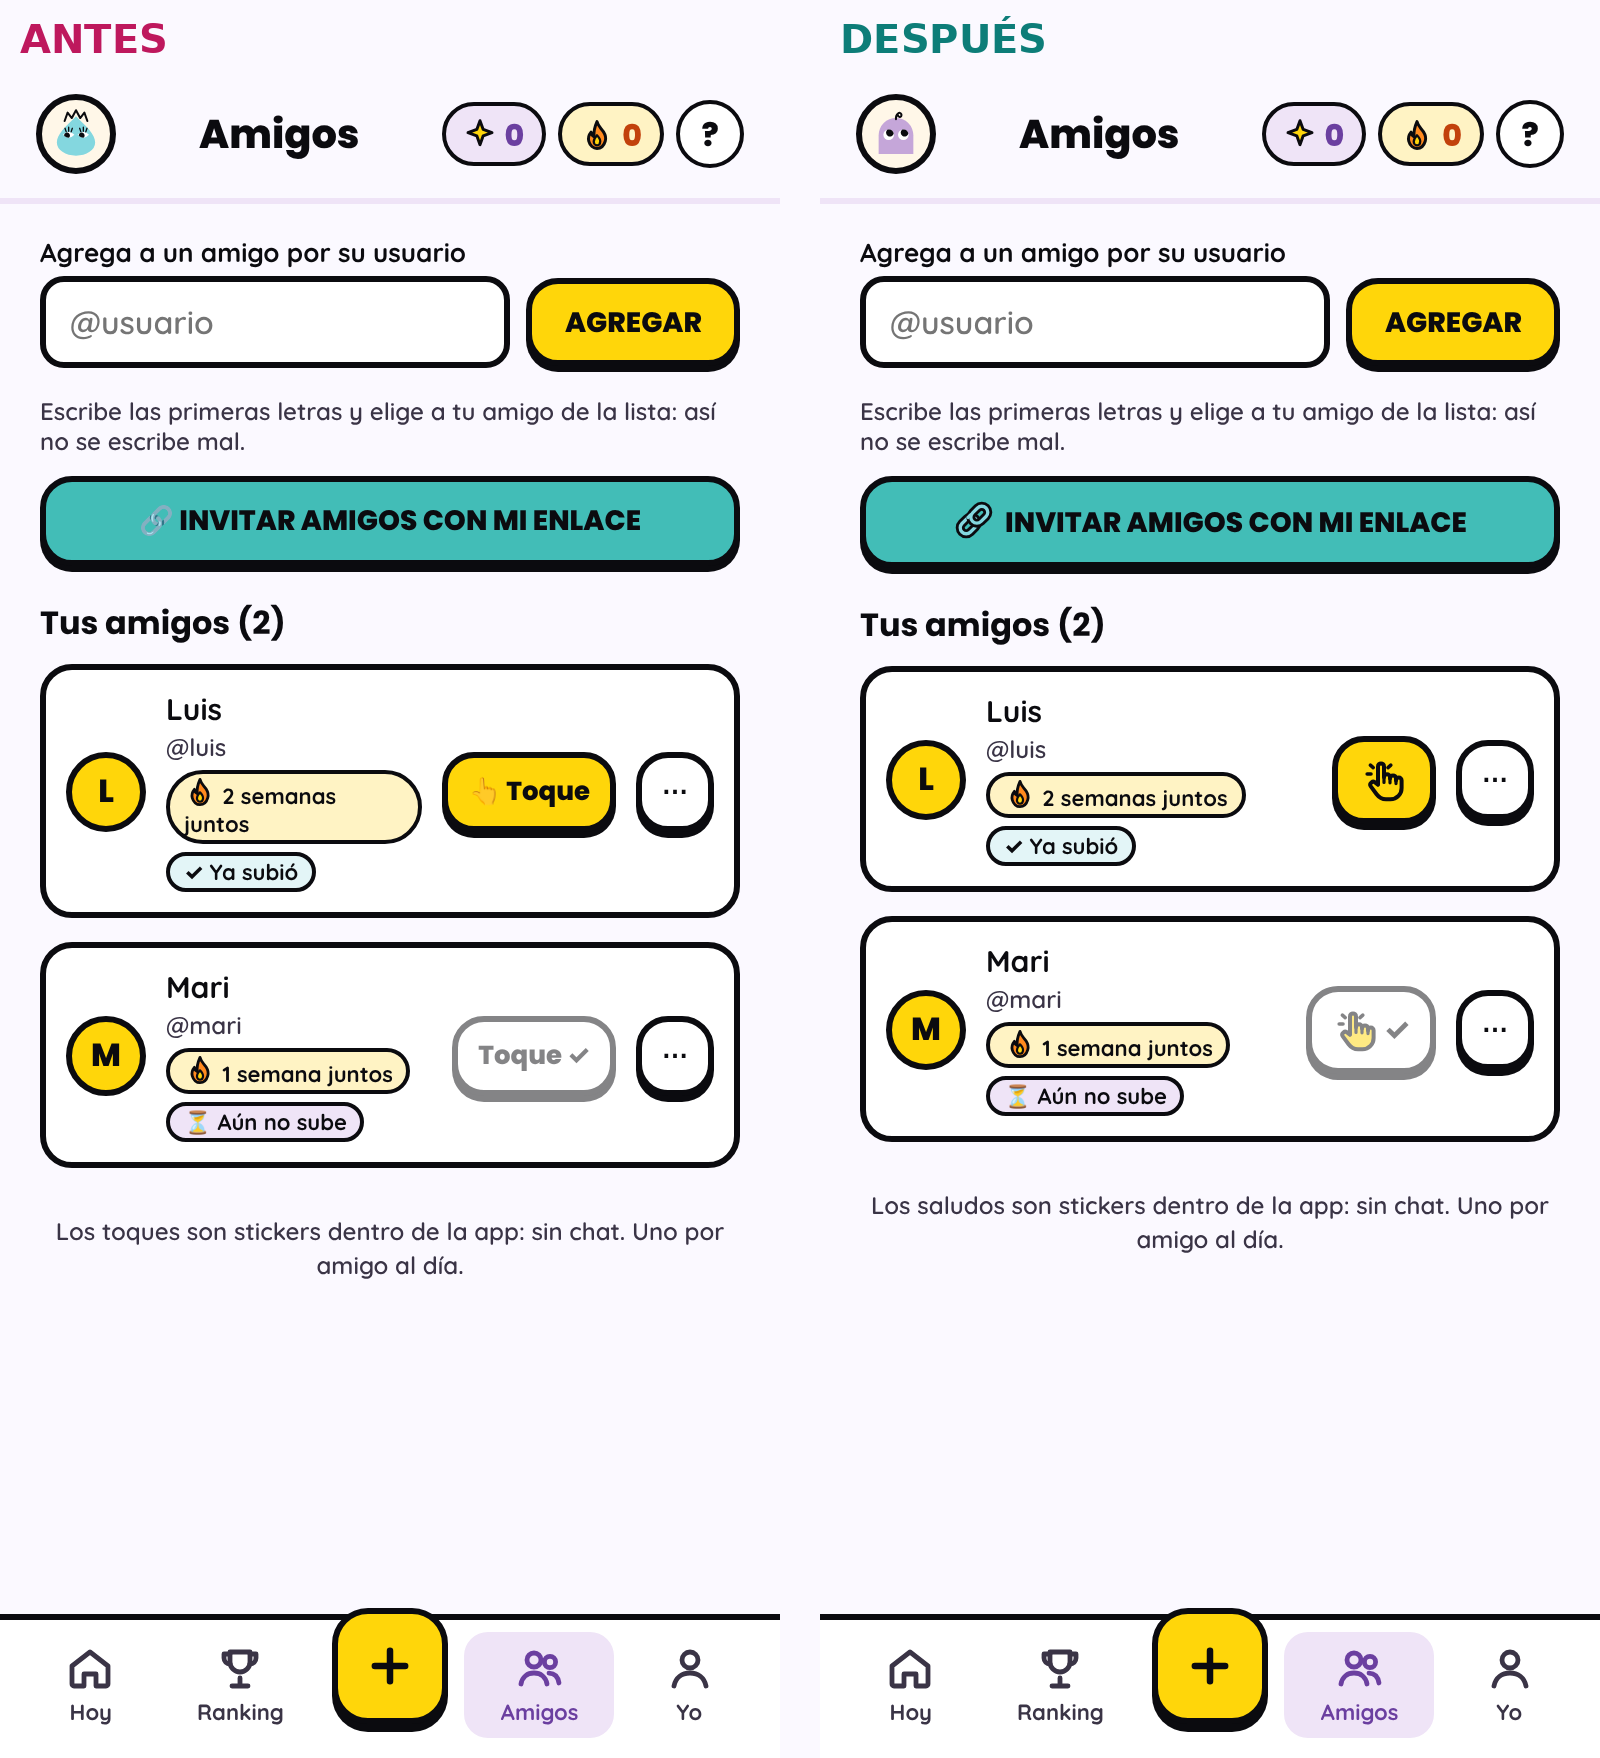 ANTES
Amigos
0
0
?
Agrega a un amigo por su usuario
@usuario
AGREGAR
Escribe las primeras letras y elige a tu amigo de la lista: así
no se escribe mal.
INVITAR AMIGOS CON MI ENLACE
Tus amigos (2)
L
Luis
@luis
2 semanas
juntos
✓ Ya subió
Toque
...
M
Mari
@mari
1 semana juntos
Aún no sube
Toque ✓
...
Los toques son stickers dentro de la app: sin chat. Uno por
amigo al día.
Hoy
Ranking
+
Amigos
Yo
DESPUÉS
Amigos
0
0
?
Agrega a un amigo por su usuario
@usuario
AGREGAR
Escribe las primeras letras y elige a tu amigo de la lista: así
no se escribe mal.
INVITAR AMIGOS CON MI ENLACE
Tus amigos (2)
L
Luis
@luis
2 semanas juntos
✓ Ya subió
...
M
Mari
@mari
1 semana juntos
Aún no sube
✓
...
Los saludos son stickers dentro de la app: sin chat. Uno por
amigo al día.
Hoy
Ranking
+
Amigos
Yo